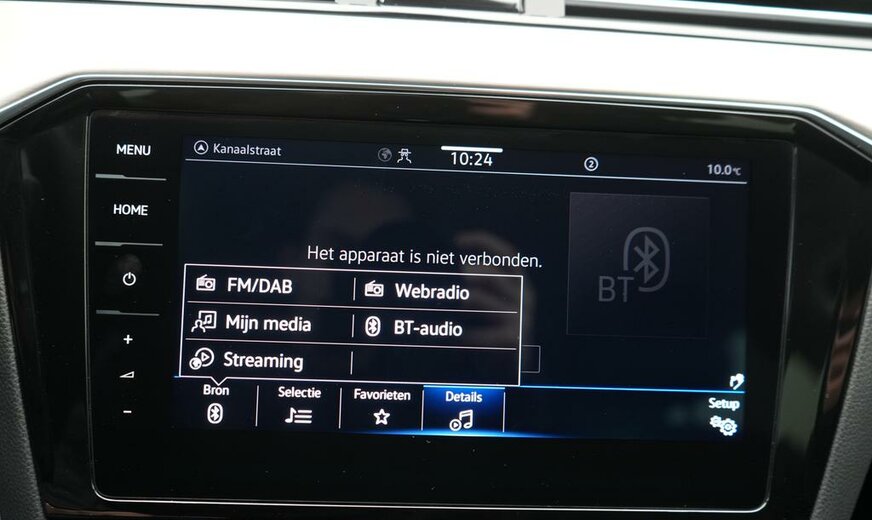 MENU
HOME
Kanaalstraat
10:24
2
10.0°C
Het apparaat is niet verbonden.
BT
FM/DAB
Webradio
Mijn media
BT-audio
Streaming
Bron
Selectie
Favorieten
Details
Setup
+
-